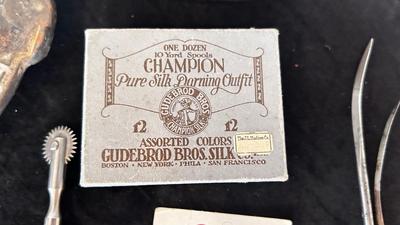 ONE DOZEN
10 Yard Spools
CHAMPION
Pure Silk Darning Outfit
GUDEBROD BROS
CHAMPION
12 12
ASSORTED COLORS
GUDEBROD BROS. SILK CO.
BOSTON • NEW YORK • PHILA • SAN FRANCISCO